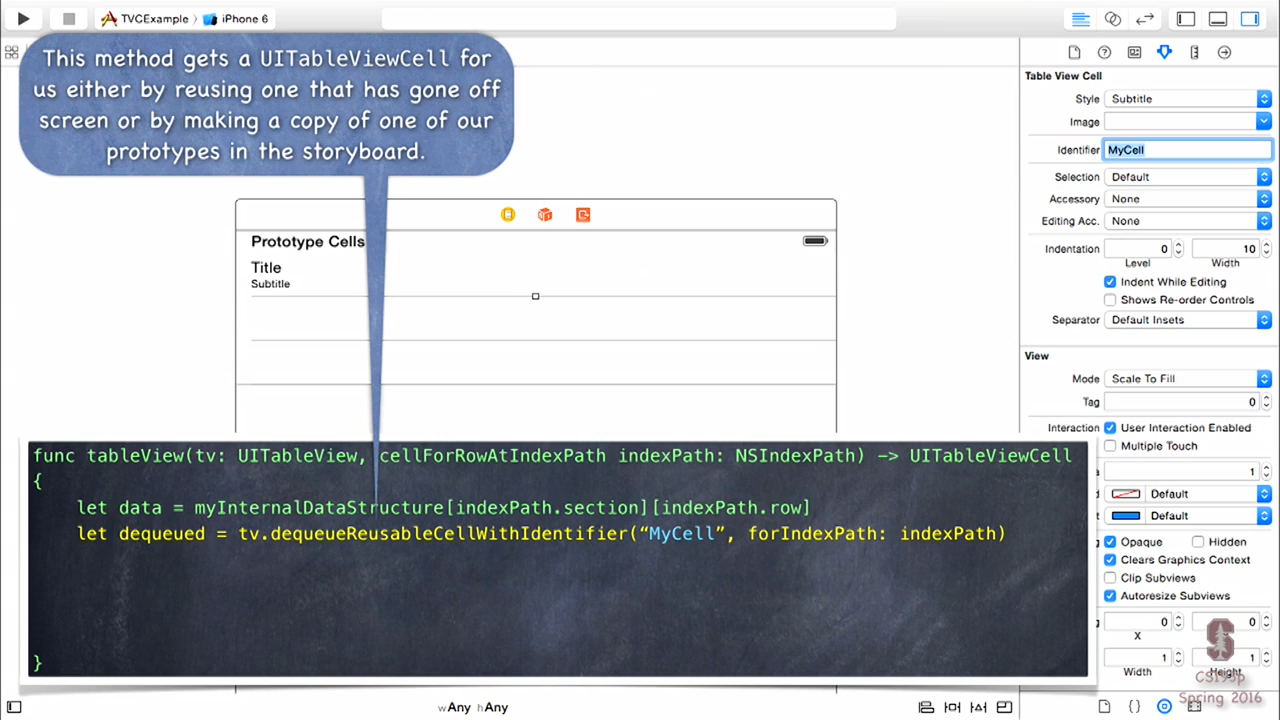 TVCExample
iPhone 6
This method gets a UITableViewCell for
us either by reusing one that has gone off
screen or by making a copy of one of our
prototypes in the storyboard.
Prototype Cells
Title
Subtitle
func tableView(tv: UITableView, cellForRowAtIndexPath indexPath: NSIndexPath) -> UITableViewCell
{
let data = myInternalDataStructure[indexPath.section][indexPath.row]
let dequeued = tv.dequeueReusableCellWithIdentifier(“MyCell”, forIndexPath: indexPath)
}
wAny hAny
Table View Cell
Style Subtitle
Image
Identifier MyCell
Selection Default
Accessory None
Editing Acc. None
Indentation 0 10
Level Width
Indent While Editing
Shows Re-order Controls
Separator Default Insets
View
Mode Scale To Fill
Tag 0
Interaction User Interaction Enabled
Multiple Touch
1
Default
Default
Opaque Hidden
Clears Graphics Context
Clip Subviews
Autoresize Subviews
0 0
X
1 1
Width Height
CS193p
Spring 2016